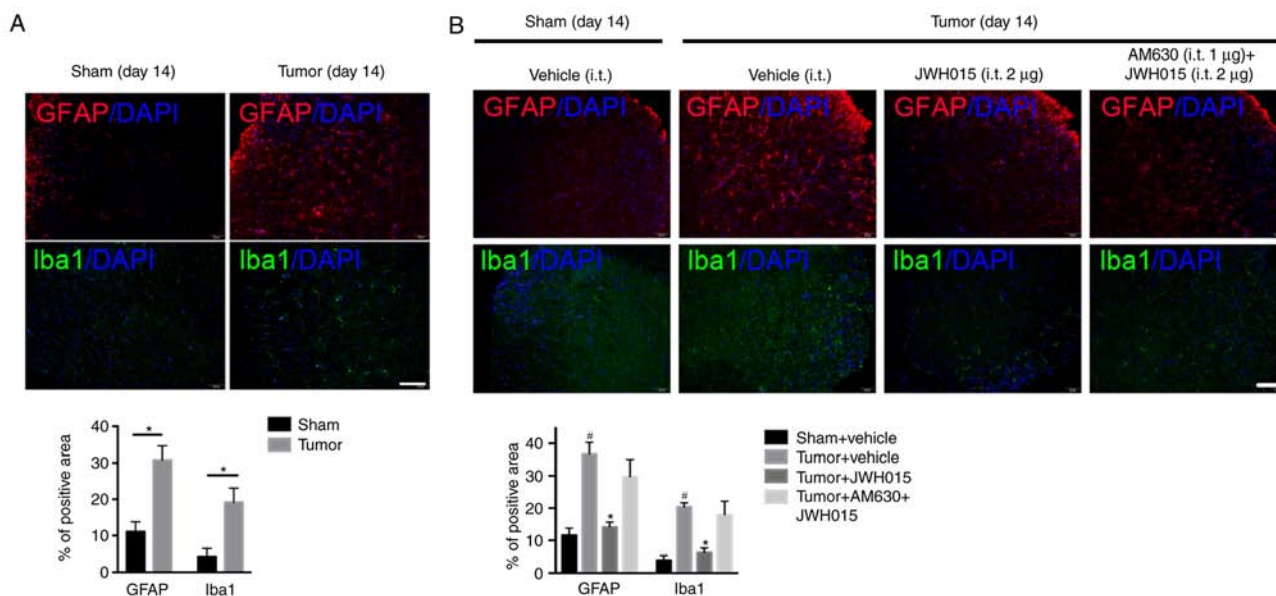 A
Sham (day 14)
Tumor (day 14)
GFAP/DAPI
GFAP/DAPI
Iba1/DAPI
Iba1/DAPI
% of positive area
40
30
20
10
0
*
*
GFAP
Iba1
Sham
Tumor
B
Sham (day 14)
Tumor (day 14)
Vehicle (i.t.)
Vehicle (i.t.)
JWH015 (i.t. 2 μg)
AM630 (i.t. 1 μg)+
JWH015 (i.t. 2 μg)
GFAP/DAPI
GFAP/DAPI
GFAP/DAPI
GFAP/DAPI
Iba1/DAPI
Iba1/DAPI
Iba1/DAPI
Iba1/DAPI
% of positive area
40
30
20
10
0
#
*
#
*
GFAP
Iba1
Sham+vehicle
Tumor+vehicle
Tumor+JWH015
Tumor+AM630+
JWH015